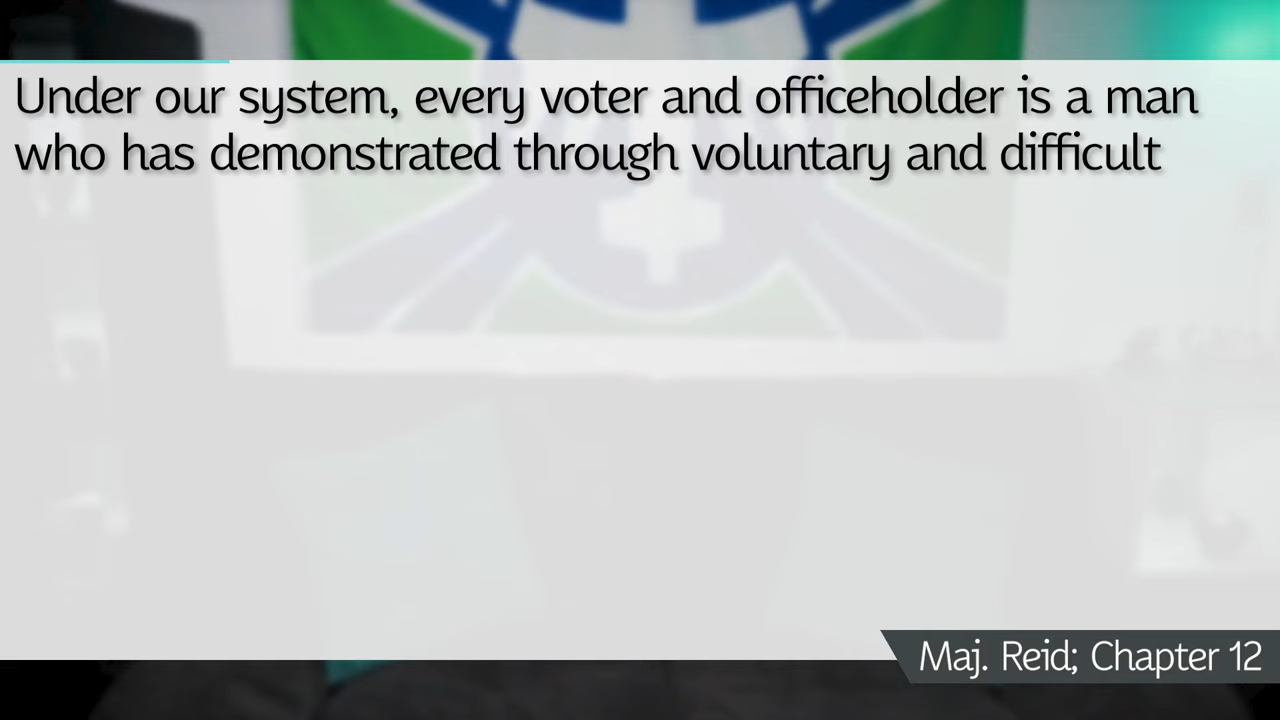 Under our system, every voter and officeholder is a man
who has demonstrated through voluntary and difficult
Maj. Reid; Chapter 12